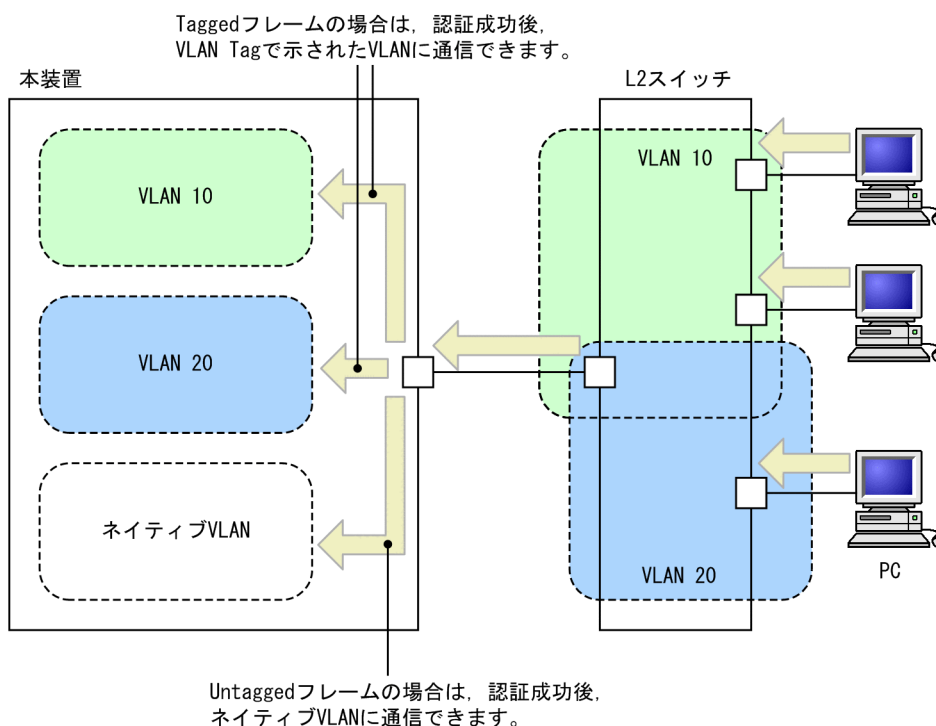 Taggedフレームの場合は，認証成功後，
VLAN Tagで示されたVLANに通信できます。
本装置
L2スイッチ
VLAN 10
VLAN 10
VLAN 20
ネイティブVLAN
VLAN 20
PC
Untaggedフレームの場合は，認証成功後，
ネイティブVLANに通信できます。